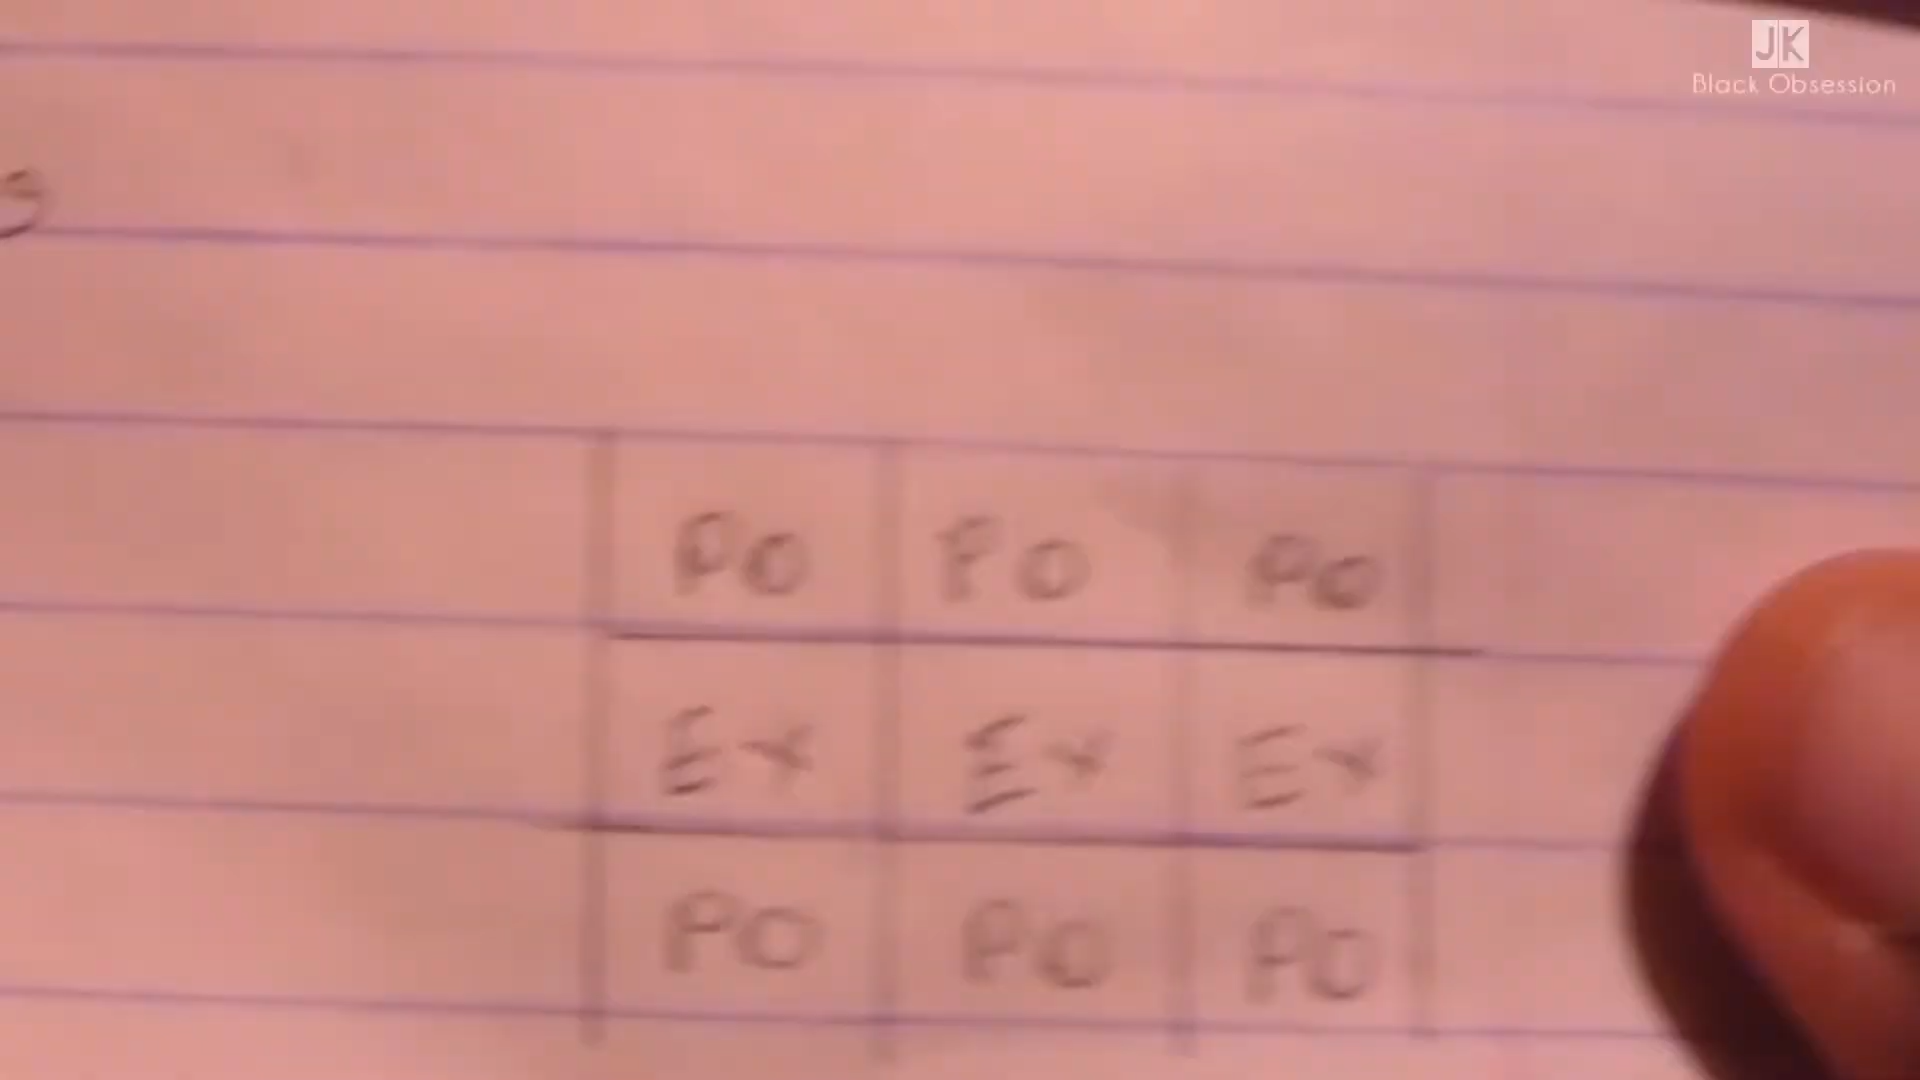 JK
Black Obsession
s
Po Po Po
Ex Ex Ex
Po Po Po